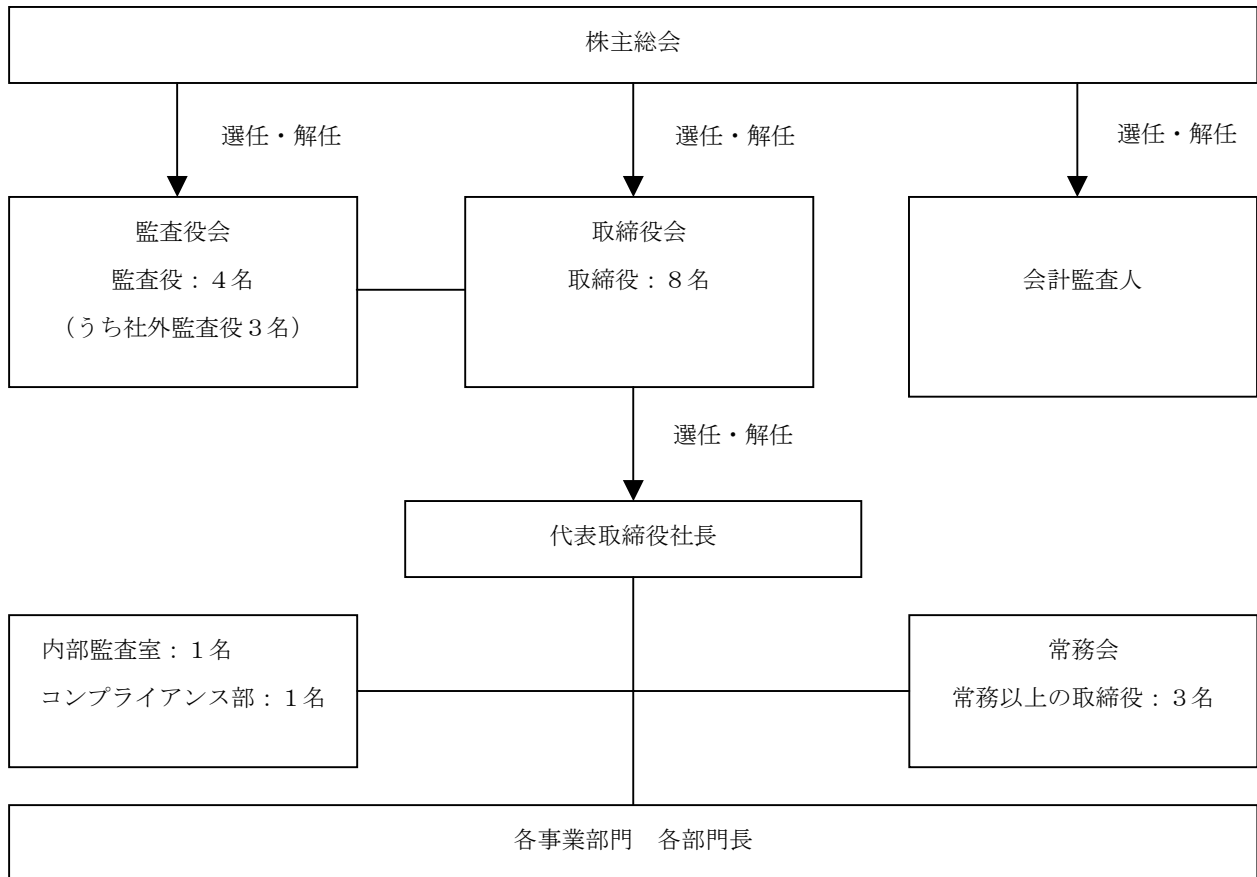 株主総会
選任・解任
選任・解任
選任・解任
監査役会
監査役：４名
（うち社外監査役３名）
取締役会
取締役：８名
会計監査人
選任・解任
代表取締役社長
内部監査室：１名
コンプライアンス部：１名
常務会
常務以上の取締役：３名
各事業部門　各部門長